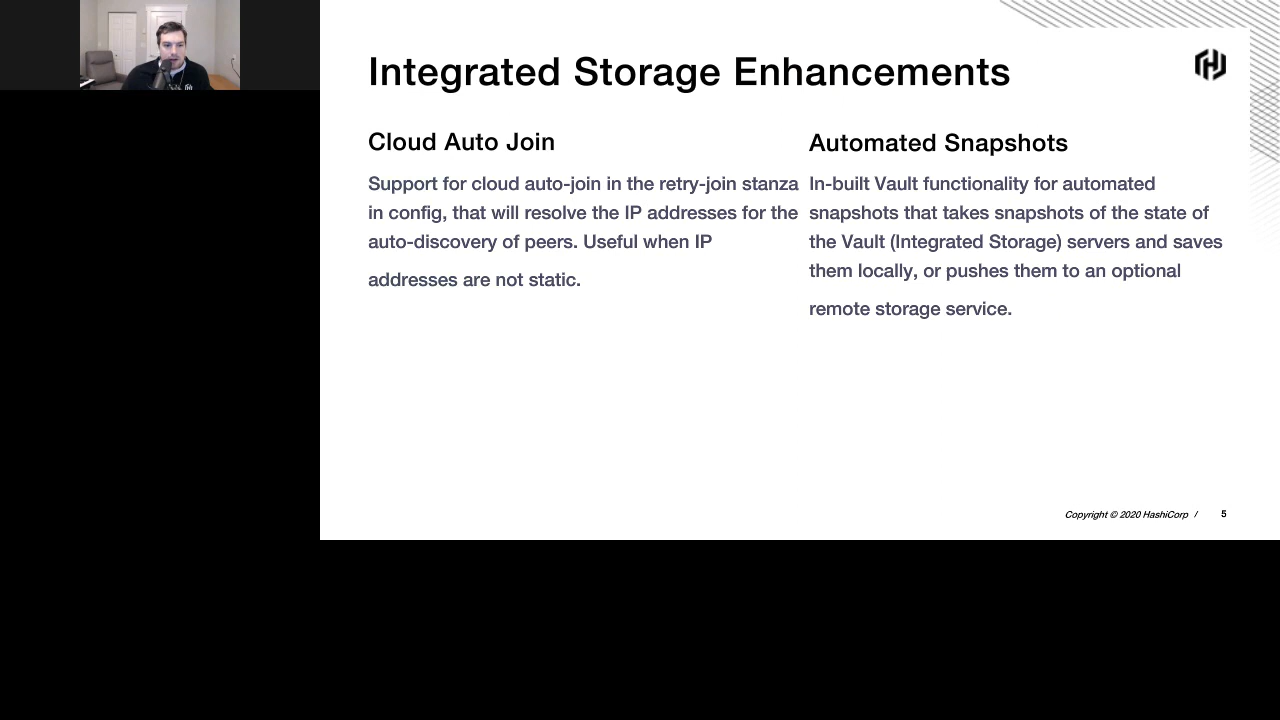 Integrated Storage Enhancements
Cloud Auto Join
Support for cloud auto-join in the retry-join stanza
in config, that will resolve the IP addresses for the
auto-discovery of peers. Useful when IP
addresses are not static.
Automated Snapshots
In-built Vault functionality for automated
snapshots that takes snapshots of the state of
the Vault (Integrated Storage) servers and saves
them locally, or pushes them to an optional
remote storage service.
Copyright © 2020 HashiCorp / 5